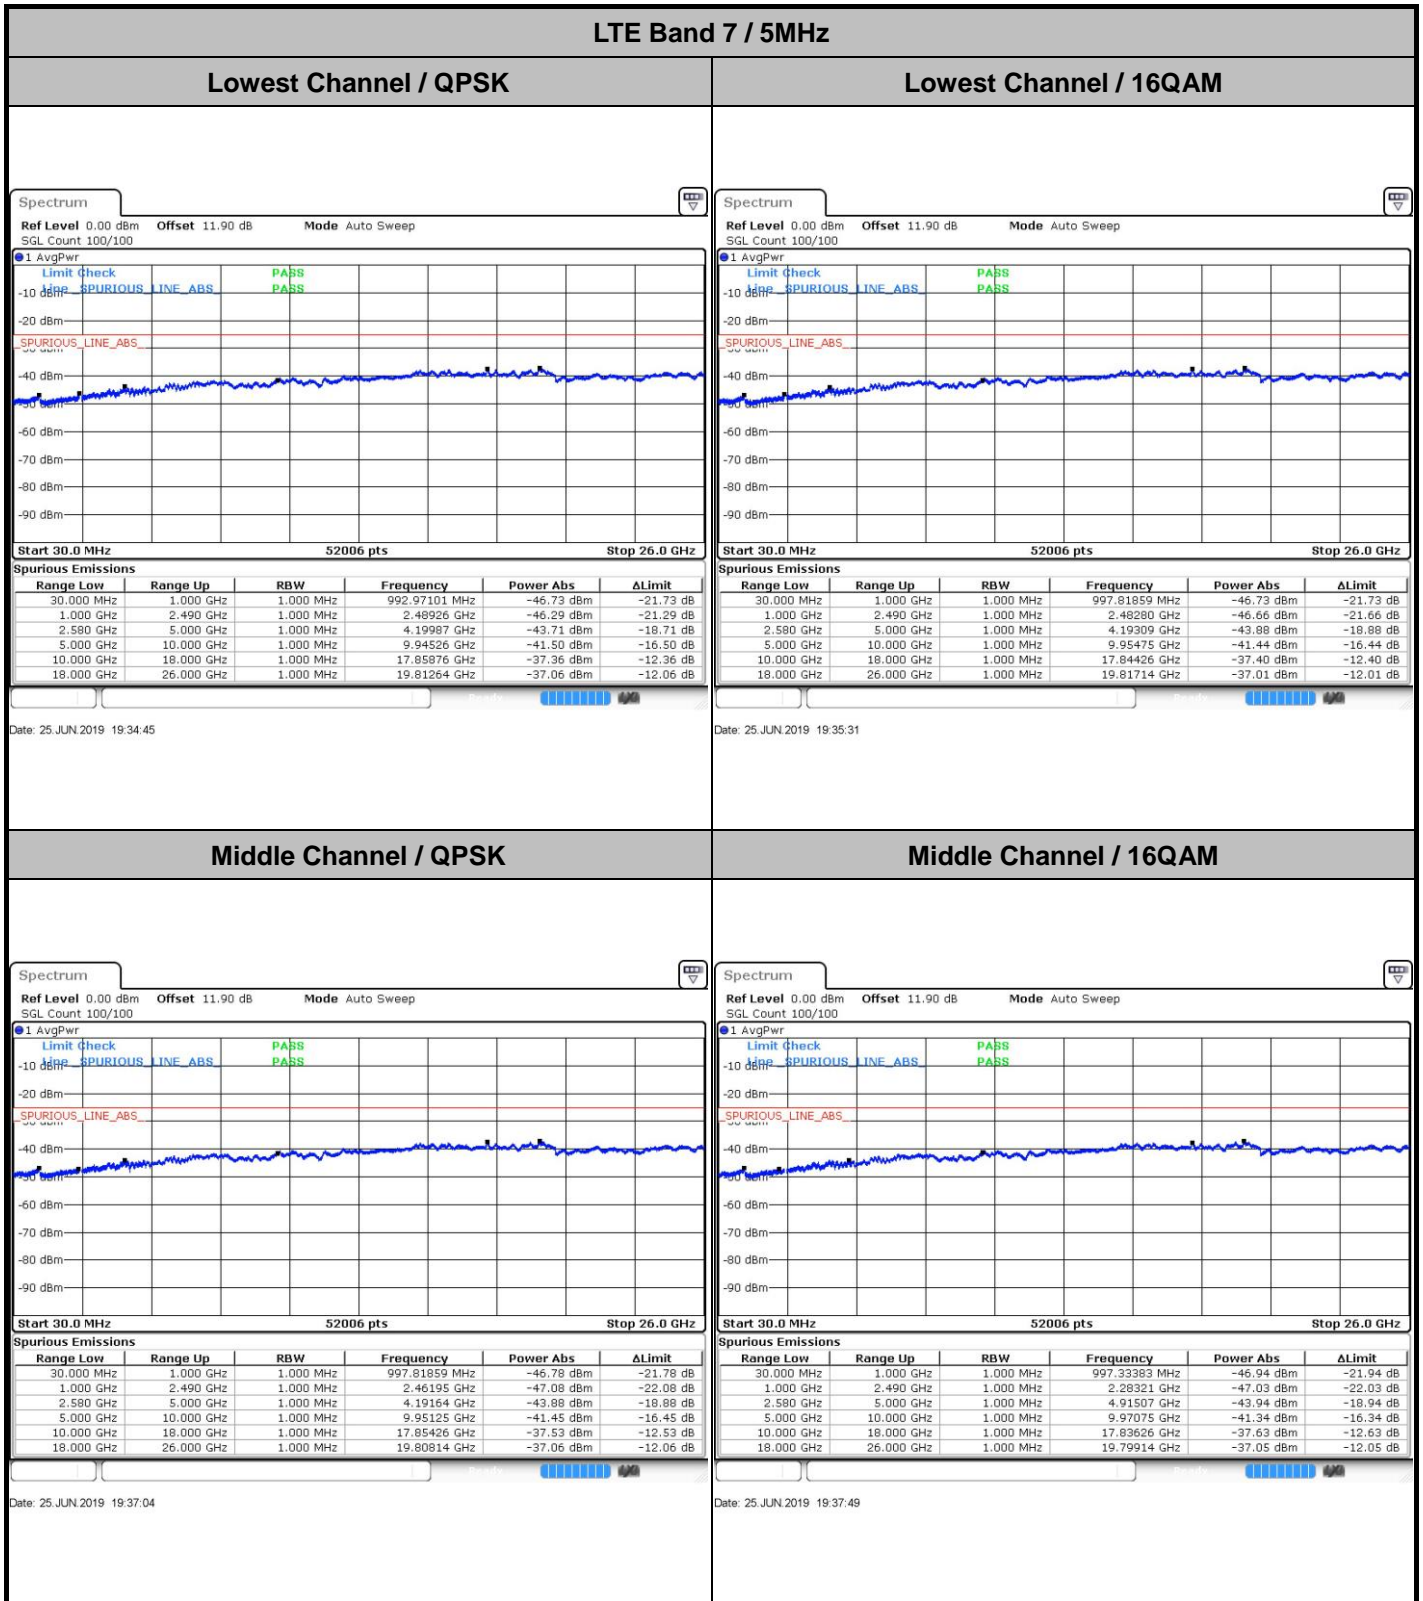 LTE Band 7 / 5MHz
Lowest Channel / QPSK
Lowest Channel / 16QAM
Spectrum
Ref Level 0.00 dBm Offset 11.90 dB Mode Auto Sweep
SGL Count 100/100
1 AvgPwr
Limit Check PASS
Line _SPURIOUS_LINE_ABS_ PASS
-10 dBm
-20 dBm
_SPURIOUS_LINE_ABS_
-30 dBm
-40 dBm
-50 dBm
-60 dBm
-70 dBm
-80 dBm
-90 dBm
Start 30.0 MHz 52006 pts Stop 26.0 GHz
Spurious Emissions
Range Low Range Up RBW Frequency Power Abs ΔLimit
30.000 MHz 1.000 GHz 1.000 MHz 992.97101 MHz -46.73 dBm -21.73 dB
1.000 GHz 2.490 GHz 1.000 MHz 2.48926 GHz -46.29 dBm -21.29 dB
2.580 GHz 5.000 GHz 1.000 MHz 4.19987 GHz -43.71 dBm -18.71 dB
5.000 GHz 10.000 GHz 1.000 MHz 9.94526 GHz -41.50 dBm -16.50 dB
10.000 GHz 18.000 GHz 1.000 MHz 17.85876 GHz -37.36 dBm -12.36 dB
18.000 GHz 26.000 GHz 1.000 MHz 19.81264 GHz -37.06 dBm -12.06 dB
Date: 25.JUN.2019 19:34:45
Spectrum
Ref Level 0.00 dBm Offset 11.90 dB Mode Auto Sweep
SGL Count 100/100
1 AvgPwr
Limit Check PASS
Line _SPURIOUS_LINE_ABS_ PASS
-10 dBm
-20 dBm
_SPURIOUS_LINE_ABS_
-30 dBm
-40 dBm
-50 dBm
-60 dBm
-70 dBm
-80 dBm
-90 dBm
Start 30.0 MHz 52006 pts Stop 26.0 GHz
Spurious Emissions
Range Low Range Up RBW Frequency Power Abs ΔLimit
30.000 MHz 1.000 GHz 1.000 MHz 997.81859 MHz -46.73 dBm -21.73 dB
1.000 GHz 2.490 GHz 1.000 MHz 2.48280 GHz -46.66 dBm -21.66 dB
2.580 GHz 5.000 GHz 1.000 MHz 4.19309 GHz -43.88 dBm -18.88 dB
5.000 GHz 10.000 GHz 1.000 MHz 9.95475 GHz -41.44 dBm -16.44 dB
10.000 GHz 18.000 GHz 1.000 MHz 17.84426 GHz -37.40 dBm -12.40 dB
18.000 GHz 26.000 GHz 1.000 MHz 19.81714 GHz -37.01 dBm -12.01 dB
Date: 25.JUN.2019 19:35:31
Middle Channel / QPSK
Middle Channel / 16QAM
Spectrum
Ref Level 0.00 dBm Offset 11.90 dB Mode Auto Sweep
SGL Count 100/100
1 AvgPwr
Limit Check PASS
Line _SPURIOUS_LINE_ABS_ PASS
-10 dBm
-20 dBm
_SPURIOUS_LINE_ABS_
-30 dBm
-40 dBm
-50 dBm
-60 dBm
-70 dBm
-80 dBm
-90 dBm
Start 30.0 MHz 52006 pts Stop 26.0 GHz
Spurious Emissions
Range Low Range Up RBW Frequency Power Abs ΔLimit
30.000 MHz 1.000 GHz 1.000 MHz 997.81859 MHz -46.78 dBm -21.78 dB
1.000 GHz 2.490 GHz 1.000 MHz 2.46195 GHz -47.08 dBm -22.08 dB
2.580 GHz 5.000 GHz 1.000 MHz 4.19164 GHz -43.88 dBm -18.88 dB
5.000 GHz 10.000 GHz 1.000 MHz 9.95125 GHz -41.45 dBm -16.45 dB
10.000 GHz 18.000 GHz 1.000 MHz 17.85426 GHz -37.53 dBm -12.53 dB
18.000 GHz 26.000 GHz 1.000 MHz 19.80814 GHz -37.06 dBm -12.06 dB
Date: 25.JUN.2019 19:37:04
Spectrum
Ref Level 0.00 dBm Offset 11.90 dB Mode Auto Sweep
SGL Count 100/100
1 AvgPwr
Limit Check PASS
Line _SPURIOUS_LINE_ABS_ PASS
-10 dBm
-20 dBm
_SPURIOUS_LINE_ABS_
-30 dBm
-40 dBm
-50 dBm
-60 dBm
-70 dBm
-80 dBm
-90 dBm
Start 30.0 MHz 52006 pts Stop 26.0 GHz
Spurious Emissions
Range Low Range Up RBW Frequency Power Abs ΔLimit
30.000 MHz 1.000 GHz 1.000 MHz 997.33383 MHz -46.94 dBm -21.94 dB
1.000 GHz 2.490 GHz 1.000 MHz 2.28321 GHz -47.03 dBm -22.03 dB
2.580 GHz 5.000 GHz 1.000 MHz 4.91507 GHz -43.94 dBm -18.94 dB
5.000 GHz 10.000 GHz 1.000 MHz 9.97075 GHz -41.34 dBm -16.34 dB
10.000 GHz 18.000 GHz 1.000 MHz 17.83626 GHz -37.63 dBm -12.63 dB
18.000 GHz 26.000 GHz 1.000 MHz 19.79914 GHz -37.05 dBm -12.05 dB
Date: 25.JUN.2019 19:37:49